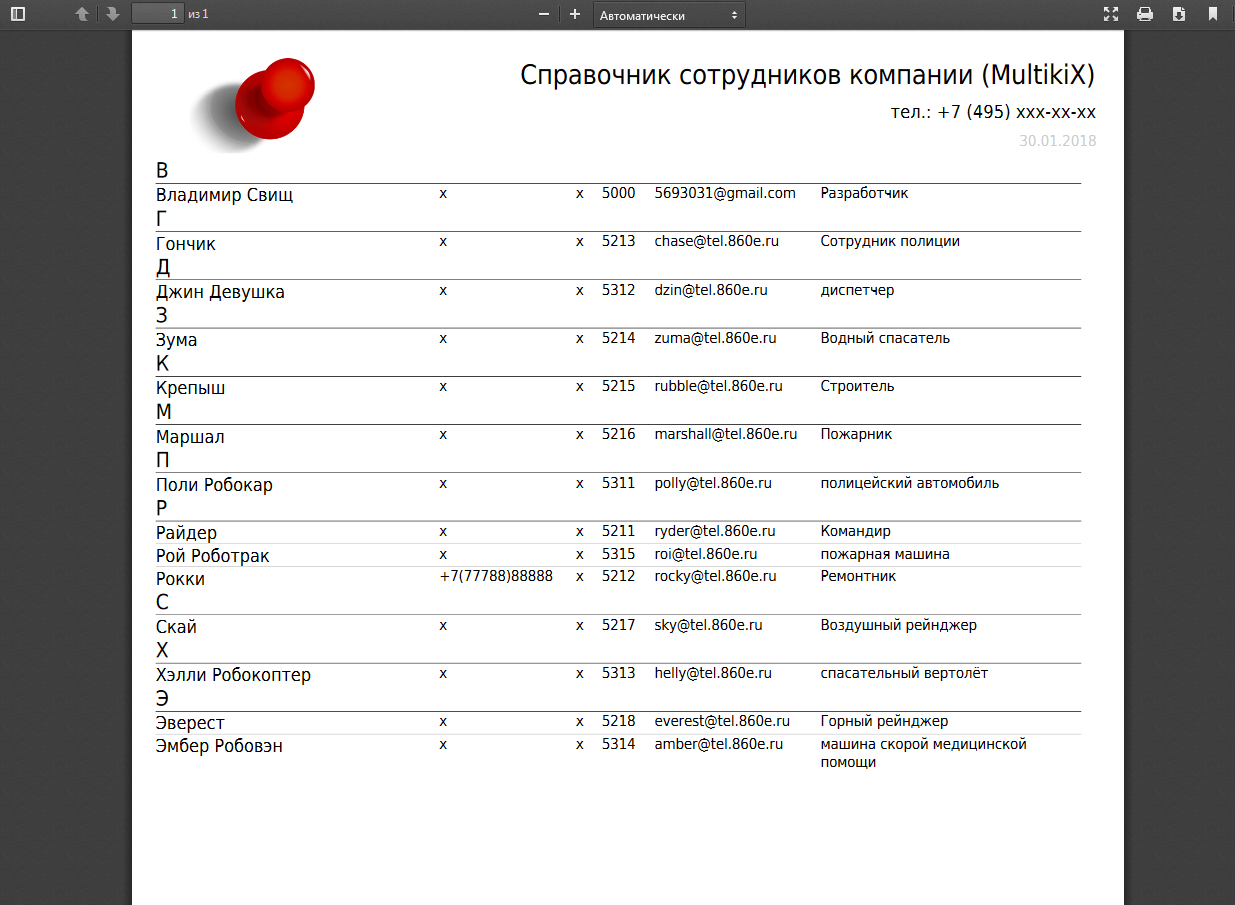 1 из 1 Автоматически
Справочник сотрудников компании (MultikiX)
тел.: +7 (495) xxx-xx-xx
30.01.2018
В
Владимир Свищ x x 5000 5693031@gmail.com Разработчик
Г
Гончик x x 5213 chase@tel.860e.ru Сотрудник полиции
Д
Джин Девушка x x 5312 dzin@tel.860e.ru диспетчер
З
Зума x x 5214 zuma@tel.860e.ru Водный спасатель
К
Крепыш x x 5215 rubble@tel.860e.ru Строитель
М
Маршал x x 5216 marshall@tel.860e.ru Пожарник
П
Поли Робокар x x 5311 polly@tel.860e.ru полицейский автомобиль
Р
Райдер x x 5211 ryder@tel.860e.ru Командир
Рой Роботрак x x 5315 roi@tel.860e.ru пожарная машина
Рокки +7(77788)88888 x 5212 rocky@tel.860e.ru Ремонтник
С
Скай x x 5217 sky@tel.860e.ru Воздушный рейнджер
Х
Хэлли Робокоптер x x 5313 helly@tel.860e.ru спасательный вертолёт
Э
Эверест x x 5218 everest@tel.860e.ru Горный рейнджер
Эмбер Робовэн x x 5314 amber@tel.860e.ru машина скорой медицинской
помощи